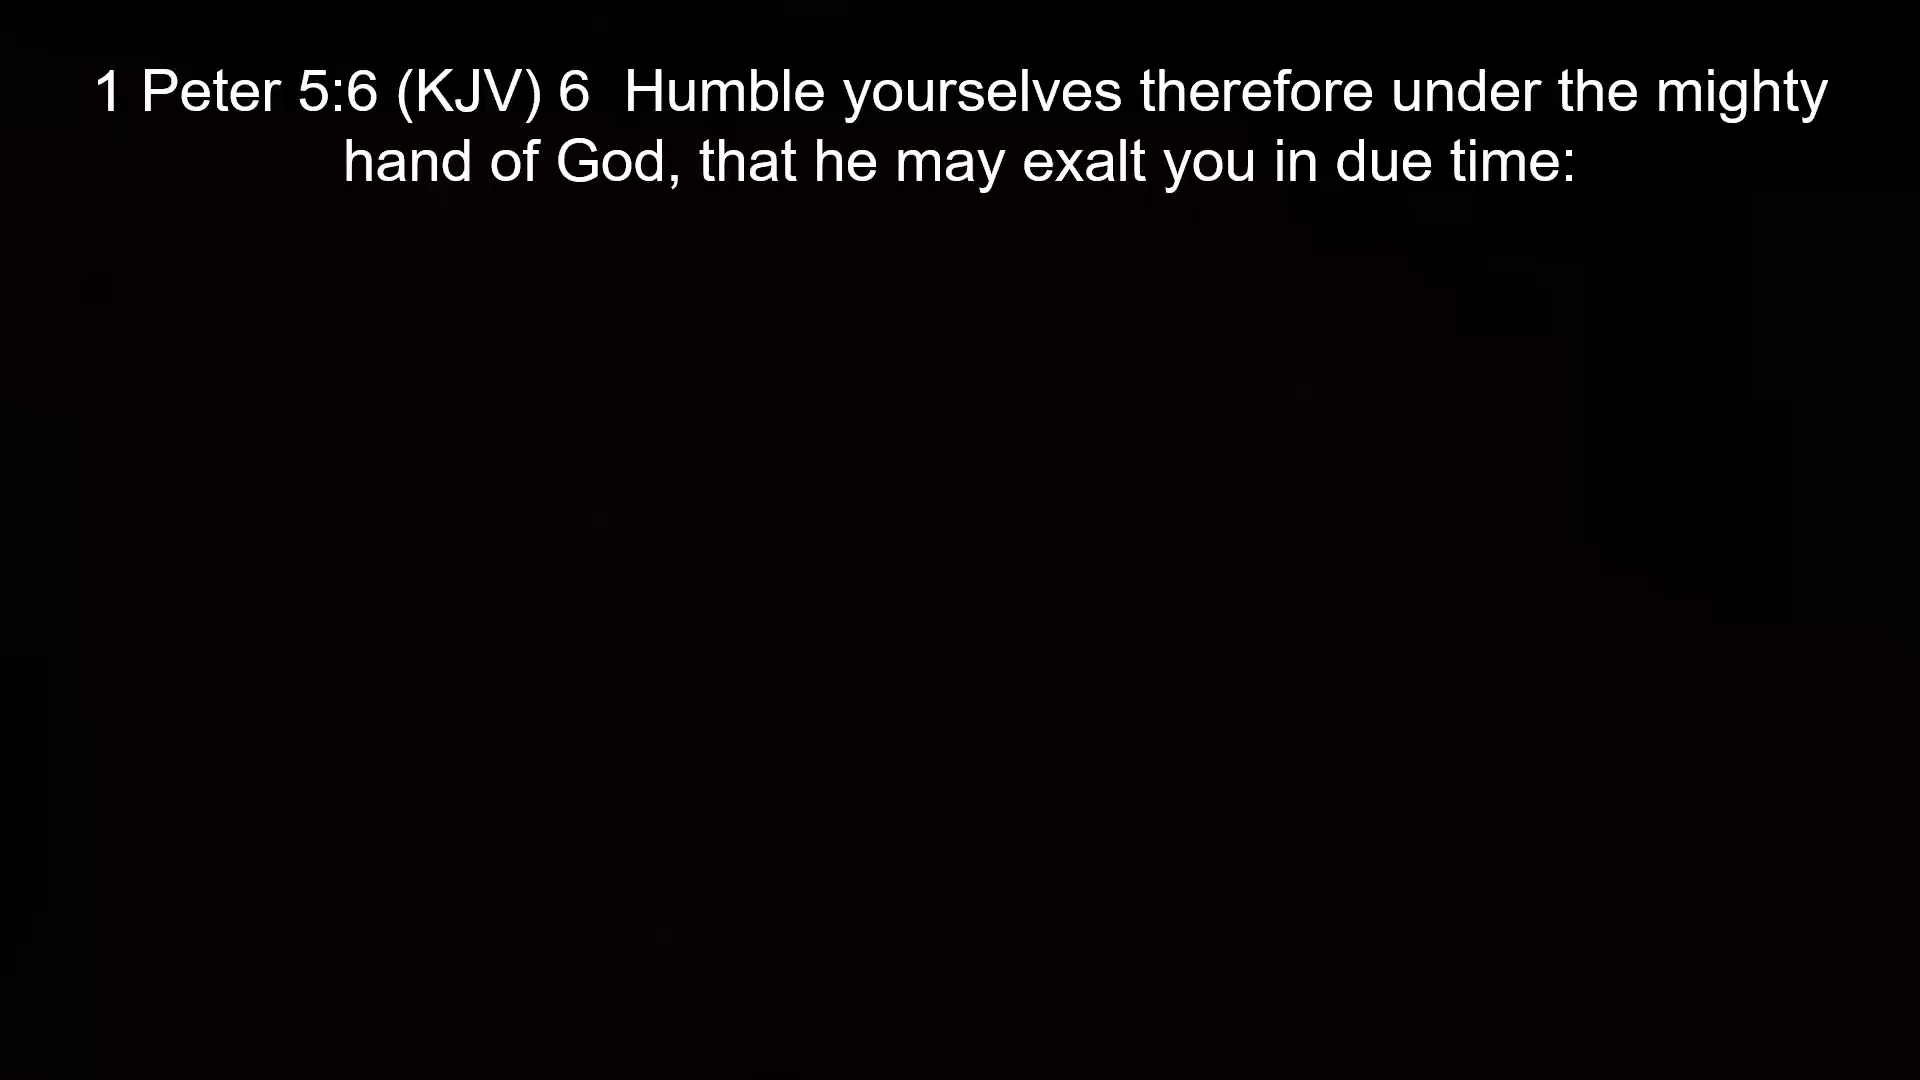 1 Peter 5:6 (KJV) 6  Humble yourselves therefore under the mighty
hand of God, that he may exalt you in due time: